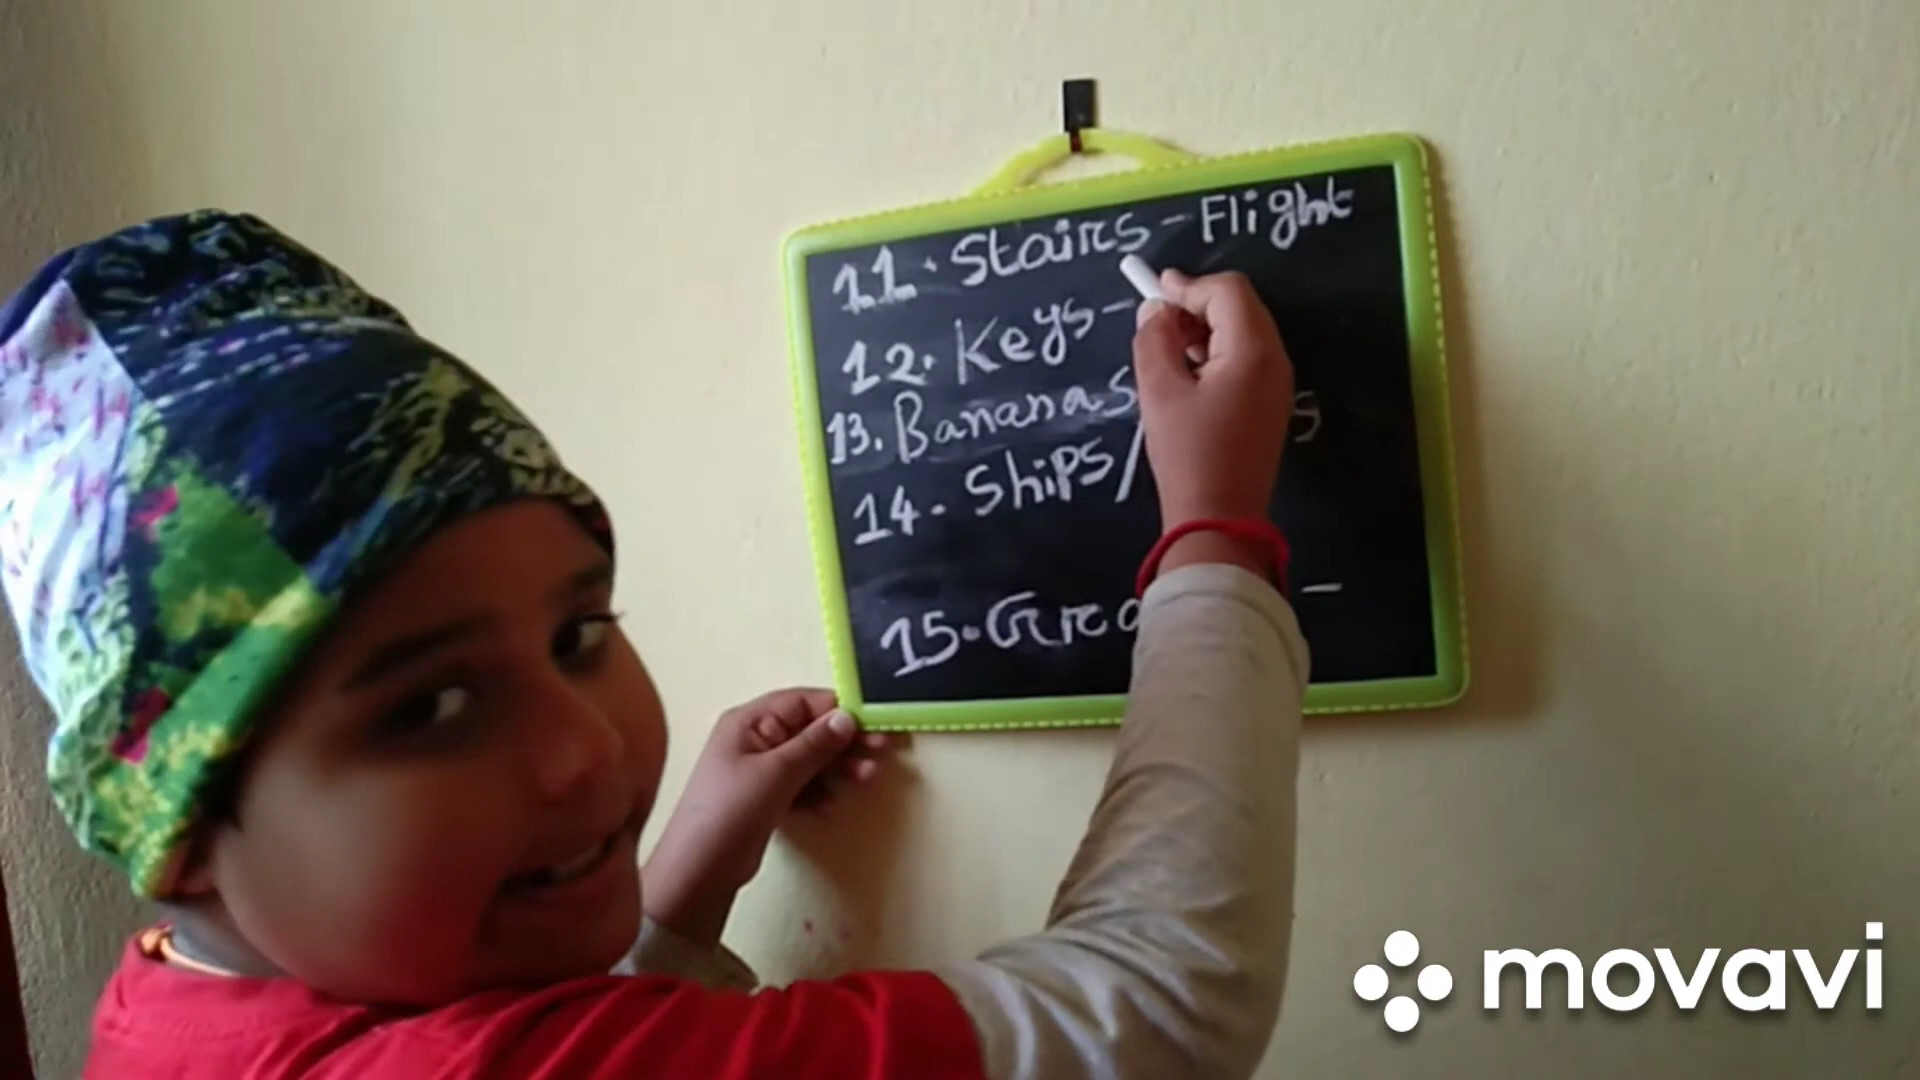 11. Stairs - Flight
12. Keys -
13. Bananas
14. Ships/
15.
movavi